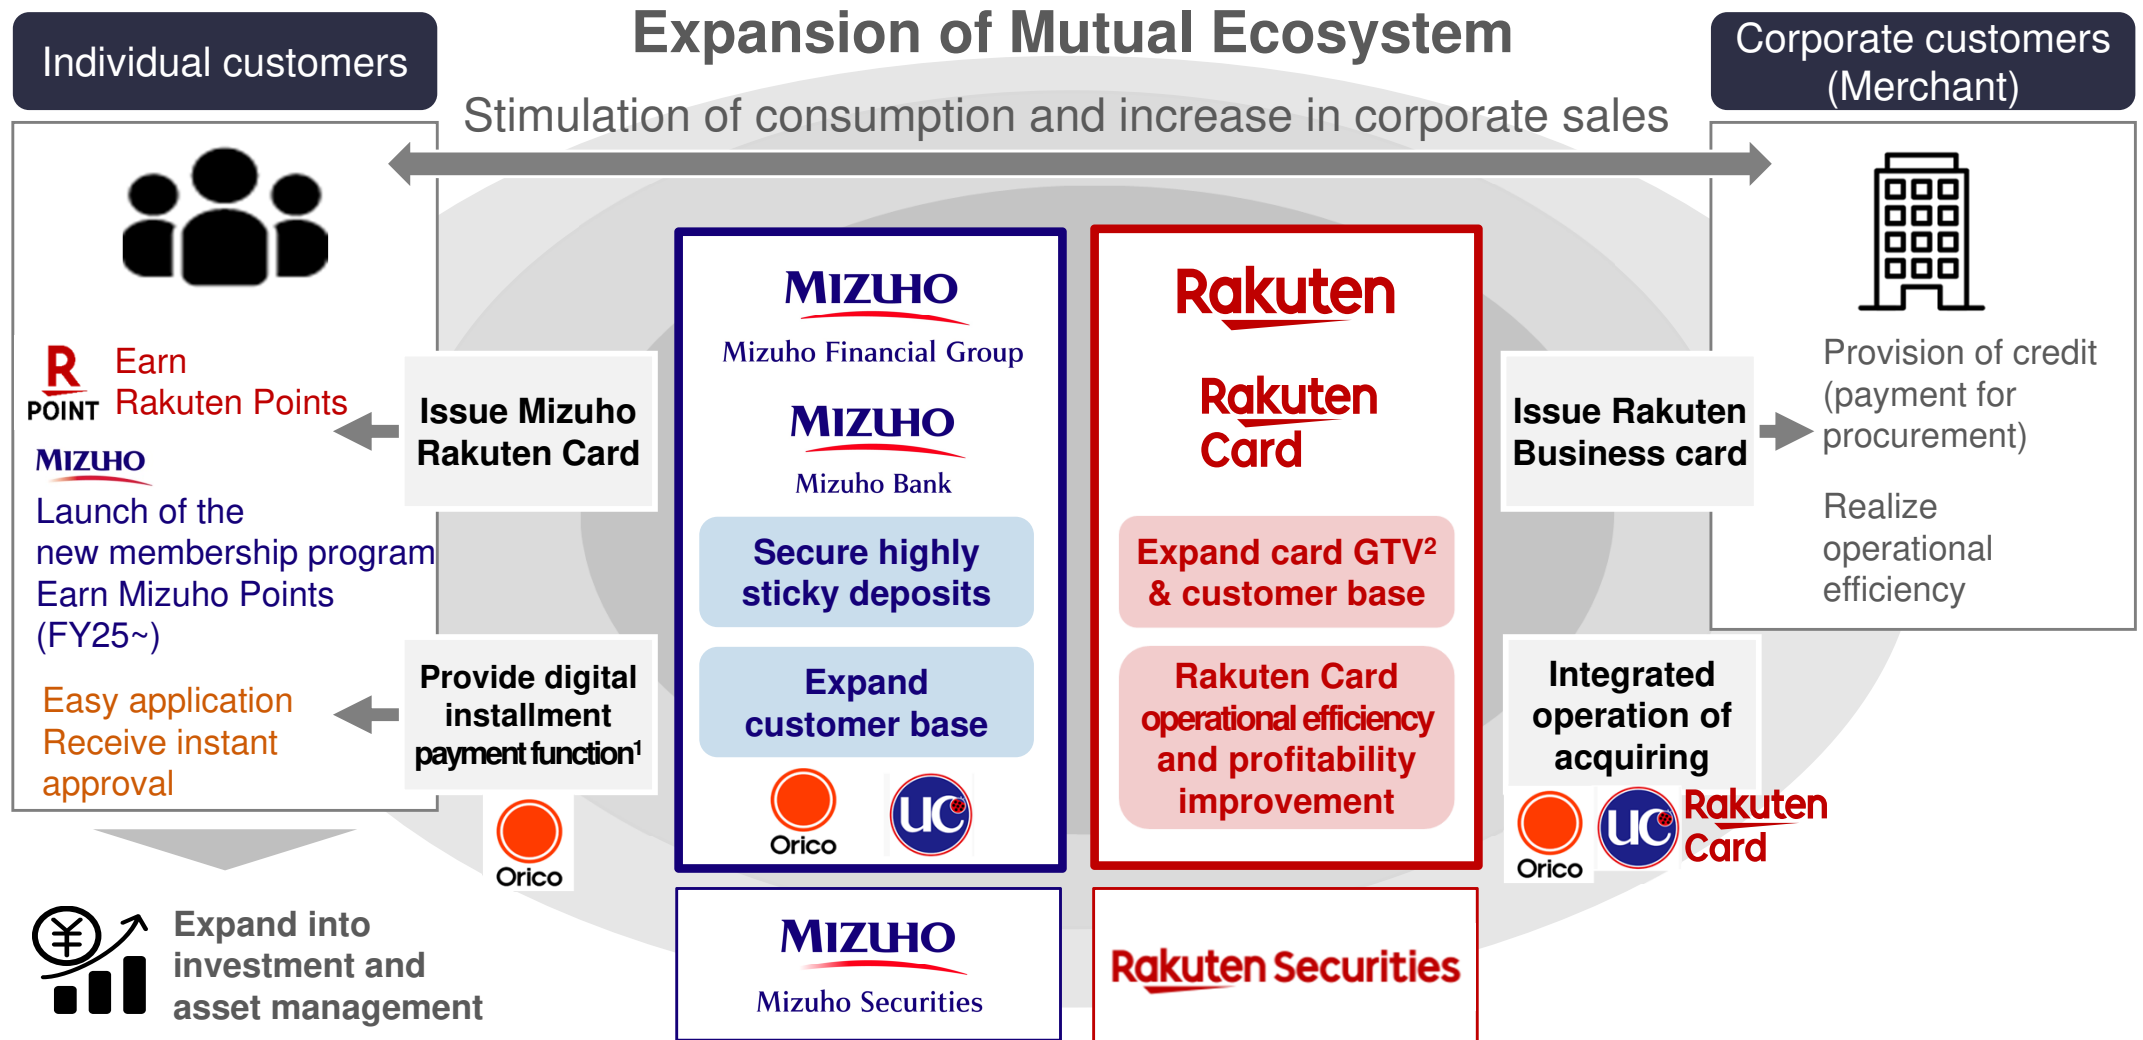 Expansion of Mutual Ecosystem
Stimulation of consumption and increase in corporate sales
Individual customers
R
POINT
Earn
Rakuten Points
MIZUHO
Launch of the
new membership program
Earn Mizuho Points
(FY25~)
Easy application
Receive instant
approval
¥
Expand into
investment and
asset management
Issue Mizuho
Rakuten Card
Provide digital
installment
payment function¹
Orico
MIZUHO
Mizuho Financial Group
MIZUHO
Mizuho Bank
Secure highly
sticky deposits
Expand
customer base
Orico
UC
MIZUHO
Mizuho Securities
Rakuten
Rakuten
Card
Expand card GTV²
& customer base
Rakuten Card
operational efficiency
and profitability
improvement
Rakuten Securities
Issue Rakuten
Business card
Integrated
operation of
acquiring
Orico
UC
Rakuten
Card
Corporate customers
(Merchant)
Provision of credit
(payment for
procurement)
Realize
operational
efficiency